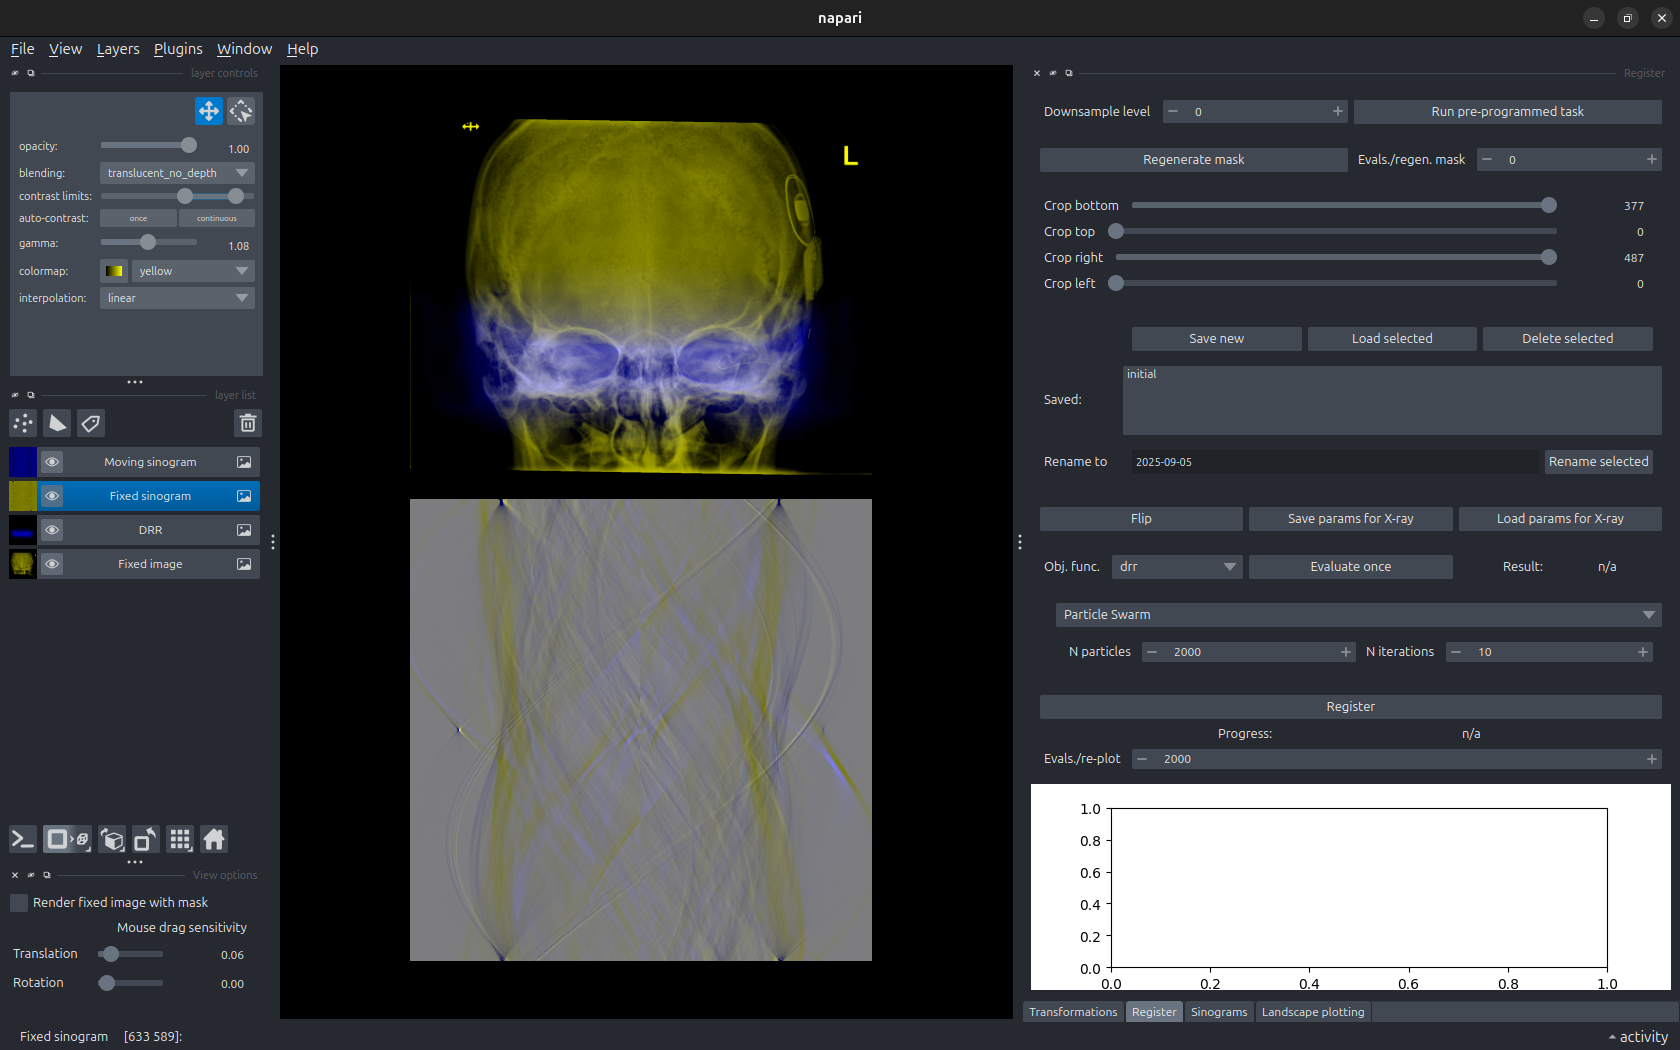 napari
File View Layers Plugins Window Help
layer controls
opacity: 1.00
blending: translucent_no_depth
contrast limits:
auto-contrast: once continuous
gamma: 1.08
colormap: yellow
interpolation: linear
layer list
Moving sinogram
Fixed sinogram
DRR
Fixed image
View options
Render fixed image with mask
Mouse drag sensitivity
Translation 0.06
Rotation 0.00
Fixed sinogram [633 589]:
L
Register
Downsample level 0 Run pre-programmed task
Regenerate mask Evals./regen. mask 0
Crop bottom 377
Crop top 0
Crop right 487
Crop left 0
Save new Load selected Delete selected
Saved: initial
Rename to 2025-09-05 Rename selected
Flip Save params for X-ray Load params for X-ray
Obj. func. drr Evaluate once Result: n/a
Particle Swarm
N particles 2000 N iterations 10
Register
Progress: n/a
Evals./re-plot 2000
1.0
0.8
0.6
0.4
0.2
0.0
0.0 0.2 0.4 0.6 0.8 1.0
Transformations Register Sinograms Landscape plotting
activity